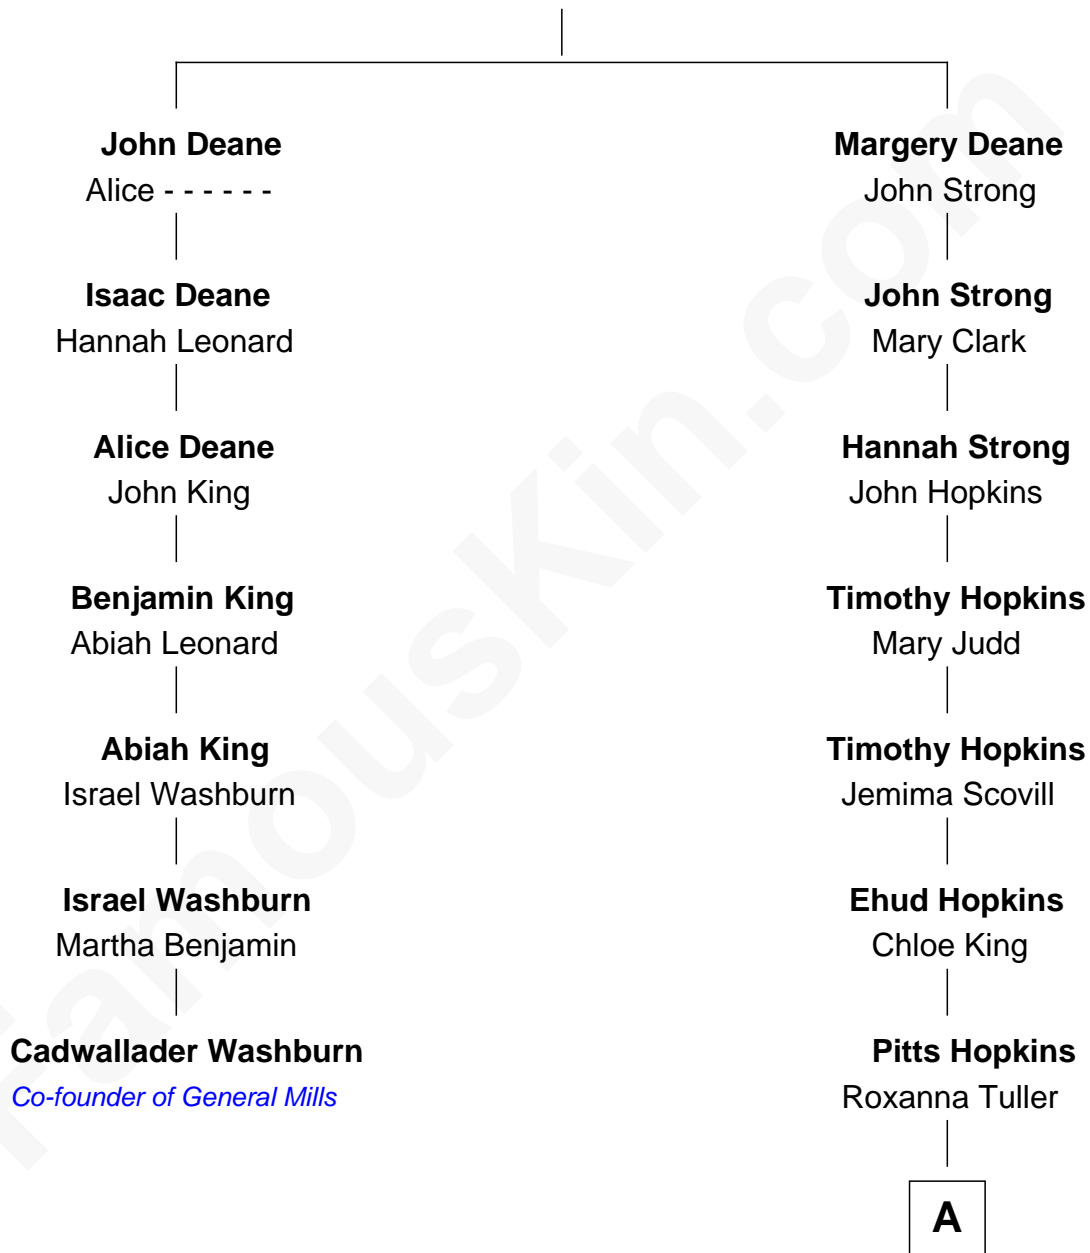 John Deane
Alice - - - - - -
Isaac Deane
Hannah Leonard
Alice Deane
John King
Benjamin King
Abiah Leonard
Abiah King
Israel Washburn
Israel Washburn
Martha Benjamin
Cadwallader Washburn
Co-founder of General Mills
Margery Deane
John Strong
John Strong
Mary Clark
Hannah Strong
John Hopkins
Timothy Hopkins
Mary Judd
Timothy Hopkins
Jemima Scovill
Ehud Hopkins
Chloe King
Pitts Hopkins
Roxanna Tuller
A
FamousKin.com